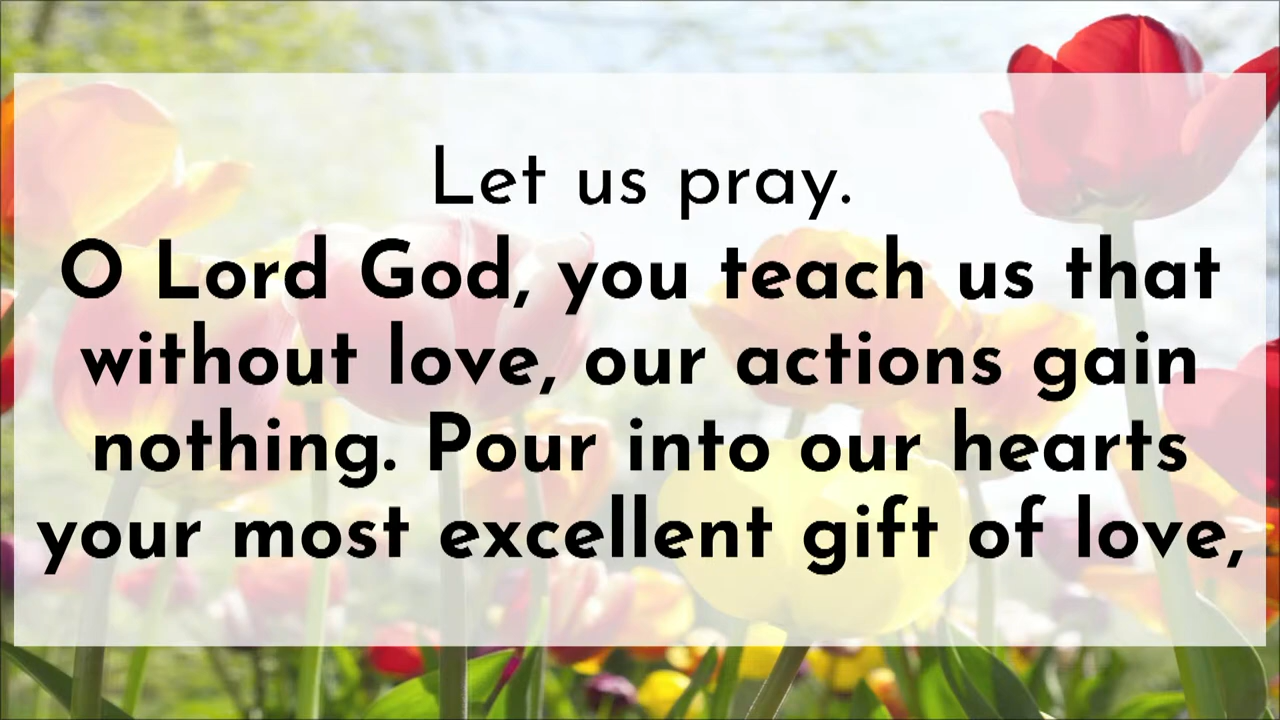 Let us pray.
O Lord God, you teach us that
without love, our actions gain
nothing. Pour into our hearts
your most excellent gift of love,